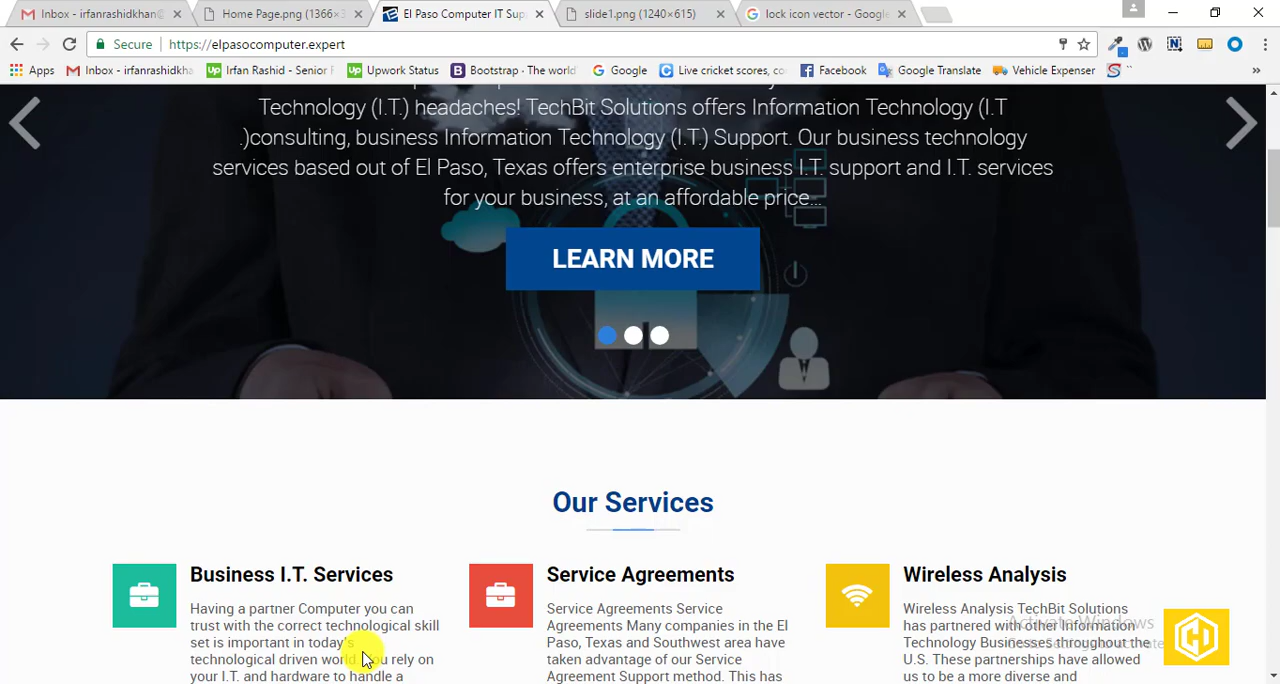 Inbox - irfanrashidkhan@
Home Page.png (1366×3
El Paso Computer IT Sup
slide1.png (1240×615)
lock icon vector - Google
Secure
https://elpasocomputer.expert
Apps
Inbox - irfanrashidkha
Irfan Rashid - Senior F
Upwork Status
Bootstrap · The world'
Google
Live cricket scores, co
Facebook
Google Translate
Vehicle Expenser
Technology (I.T.) headaches! TechBit Solutions offers Information Technology (I.T
.)consulting, business Information Technology (I.T.) Support. Our business technology
services based out of El Paso, Texas offers enterprise business I.T. support and I.T. services
for your business, at an affordable price...
LEARN MORE
Our Services
Business I.T. Services
Having a partner Computer you can
trust with the correct technological skill
set is important in today's
technological driven world. you rely on
your I.T. and hardware to handle a
Service Agreements
Service Agreements Service
Agreements Many companies in the El
Paso, Texas and Southwest area have
taken advantage of our Service
Agreement Support method. This has
Wireless Analysis
Wireless Analysis TechBit Solutions
has partnered with other Information
Technology Businesses throughout the
U.S. These partnerships have allowed
us to be a more diverse and
Activate Windows